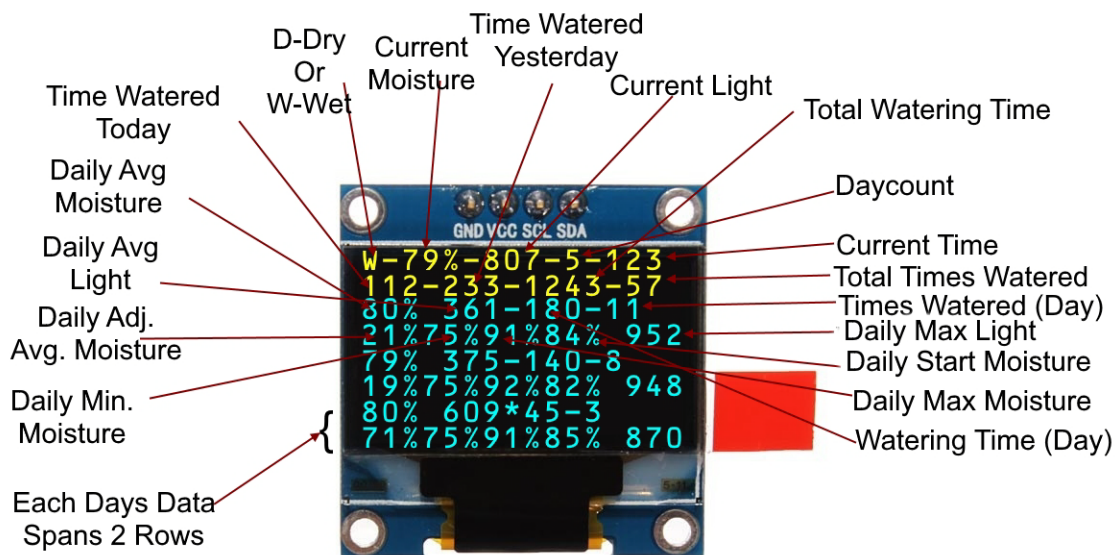 D-Dry
Or
W-Wet
Current
Moisture
Time Watered
Yesterday
Current Light
Time Watered
Today
Total Watering Time
Daily Avg
Moisture
Daycount
GND VCC SCL SDA
Daily Avg
Light
Current Time
Total Times Watered
Times Watered (Day)
Daily Adj.
Avg. Moisture
Daily Max Light
Daily Start Moisture
Daily Min.
Moisture
Daily Max Moisture
Watering Time (Day)
Each Days Data
Spans 2 Rows
W-79%-807-5-123
112-233-1243-57
80% 361-180-11
21%75%91%84% 952
79% 375-140-8
19%75%92%82% 948
80% 609*45-3
71%75%91%85% 870
{